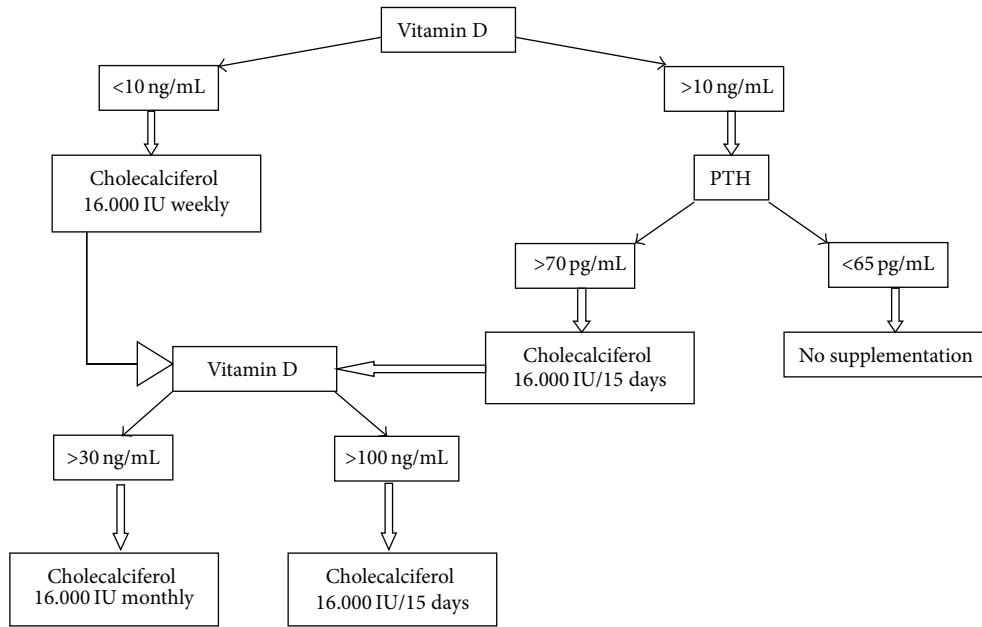 Vitamin D
<10 ng/mL
>10 ng/mL
Cholecalciferol
16.000 IU weekly
PTH
>70 pg/mL
<65 pg/mL
Vitamin D
Cholecalciferol
16.000 IU/15 days
No supplementation
>30 ng/mL
>100 ng/mL
Cholecalciferol
16.000 IU monthly
Cholecalciferol
16.000 IU/15 days